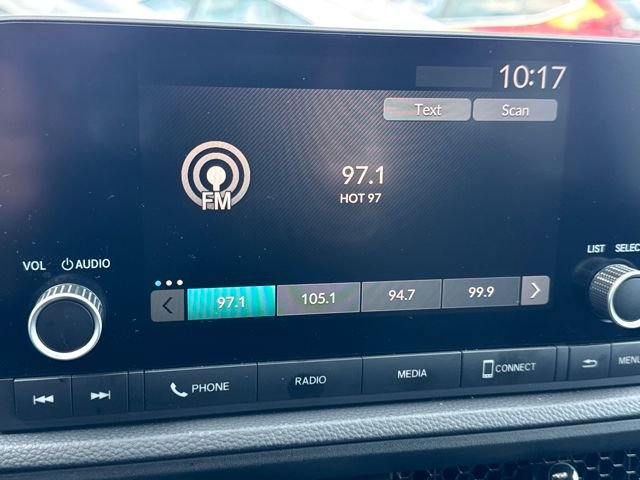 10:17
Text Scan
97.1
FM
HOT 97
LIST SELEC
VOL AUDIO
97.1 105.1 94.7 99.9
PHONE RADIO MEDIA CONNECT MENU